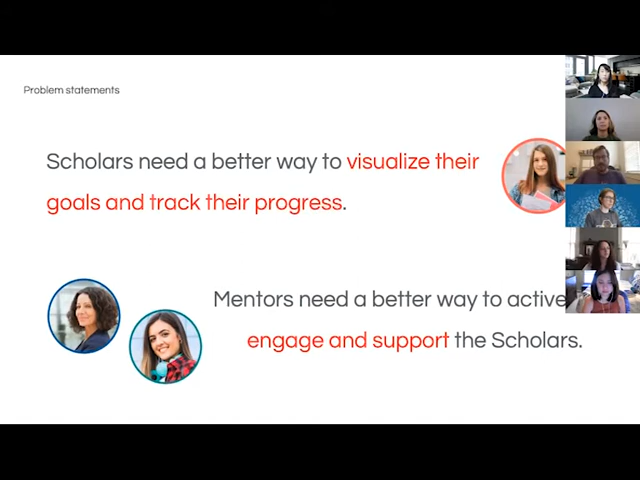 Problem statements
Scholars need a better way to visualize their
goals and track their progress.
Mentors need a better way to active
engage and support the Scholars.